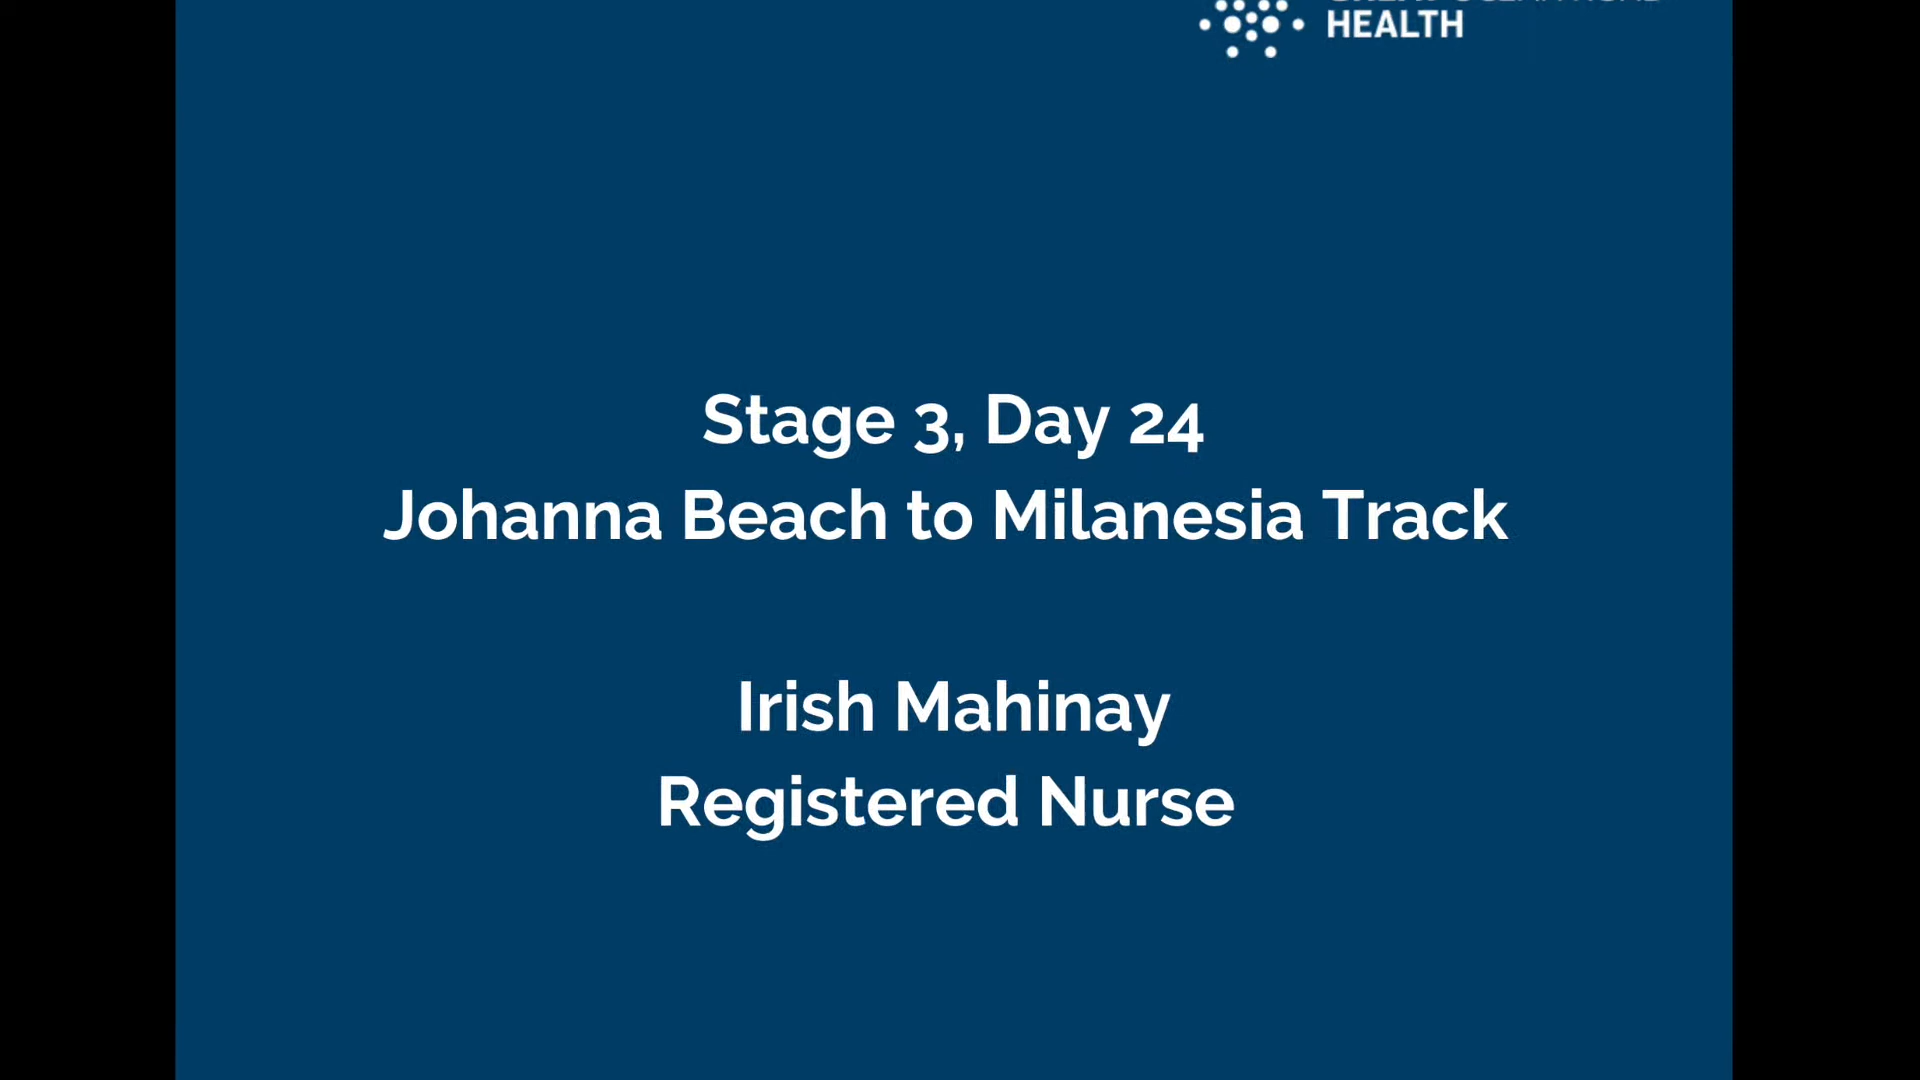 HEALTH
Stage 3, Day 24
Johanna Beach to Milanesia Track
Irish Mahinay
Registered Nurse